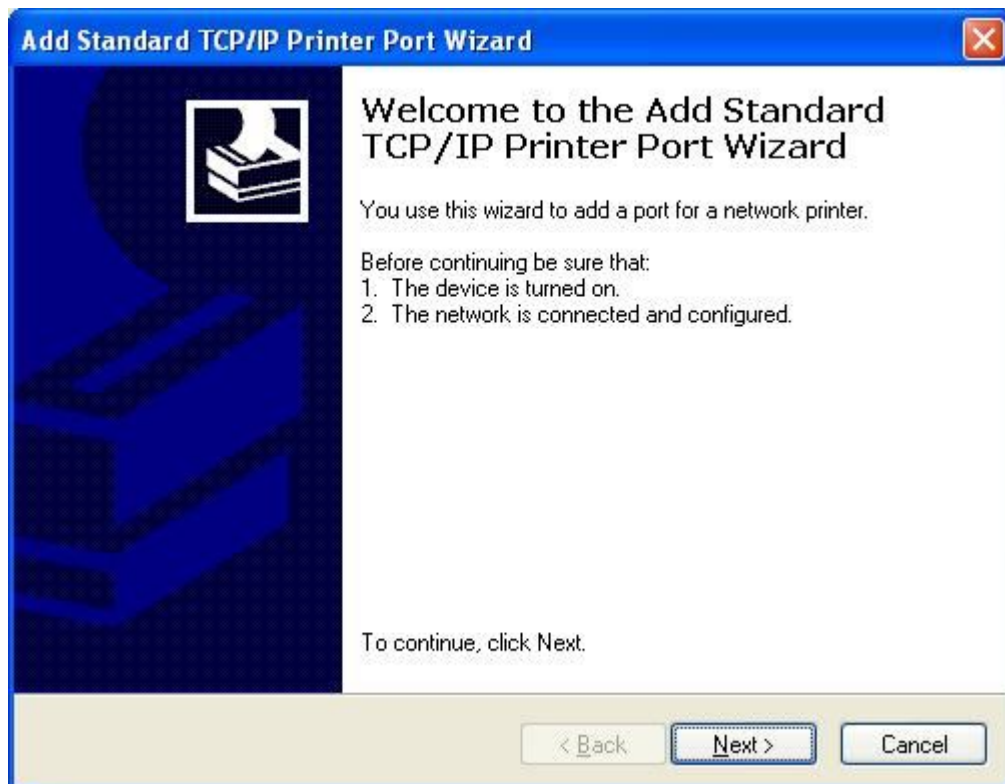 Add Standard TCP/IP Printer Port Wizard
Welcome to the Add Standard
TCP/IP Printer Port Wizard
You use this wizard to add a port for a network printer.
Before continuing be sure that:
1. The device is turned on.
2. The network is connected and configured.
To continue, click Next.
< Back Next > Cancel